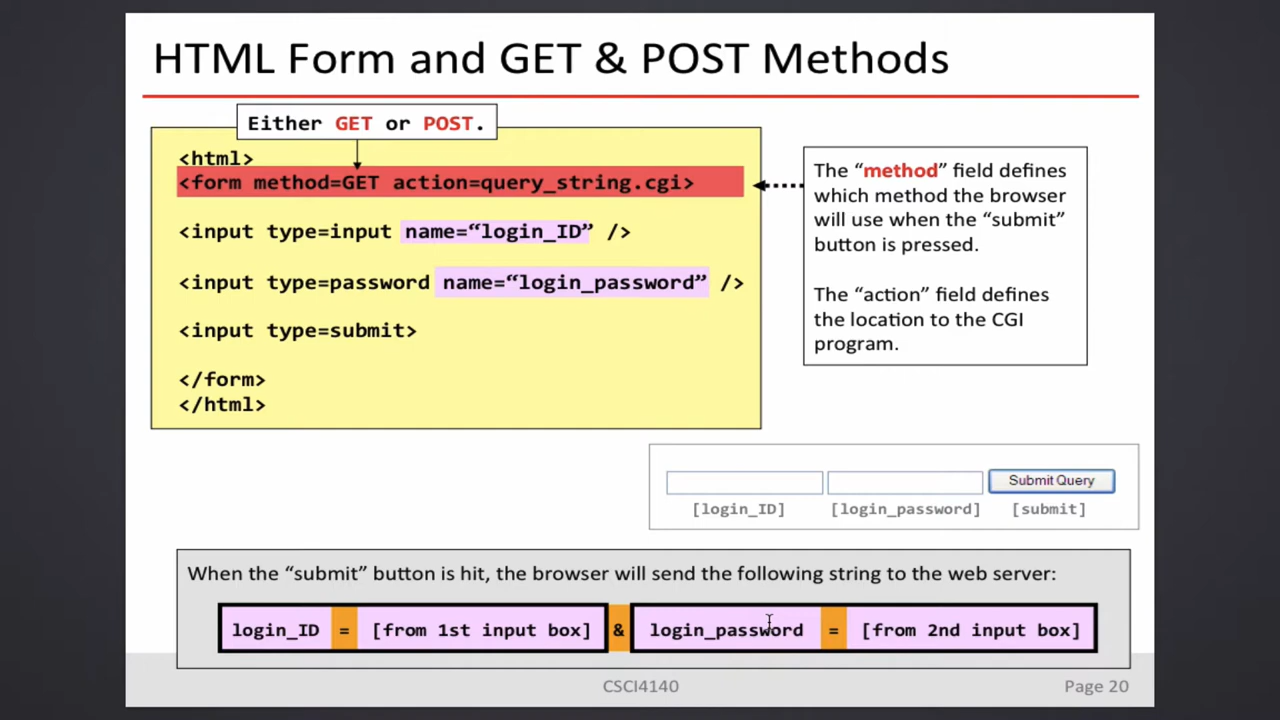 HTML Form and GET & POST Methods
Either GET or POST.
<html>
<form method=GET action=query_string.cgi>
<input type=input name=“login_ID” />
<input type=password name=“login_password” />
<input type=submit>
</form>
</html>
The “method” field defines
which method the browser
will use when the “submit”
button is pressed.
The “action” field defines
the location to the CGI
program.
Submit Query
[login_ID] [login_password] [submit]
When the “submit” button is hit, the browser will send the following string to the web server:
login_ID = [from 1st input box] & login_password = [from 2nd input box]
CSCI4140 Page 20